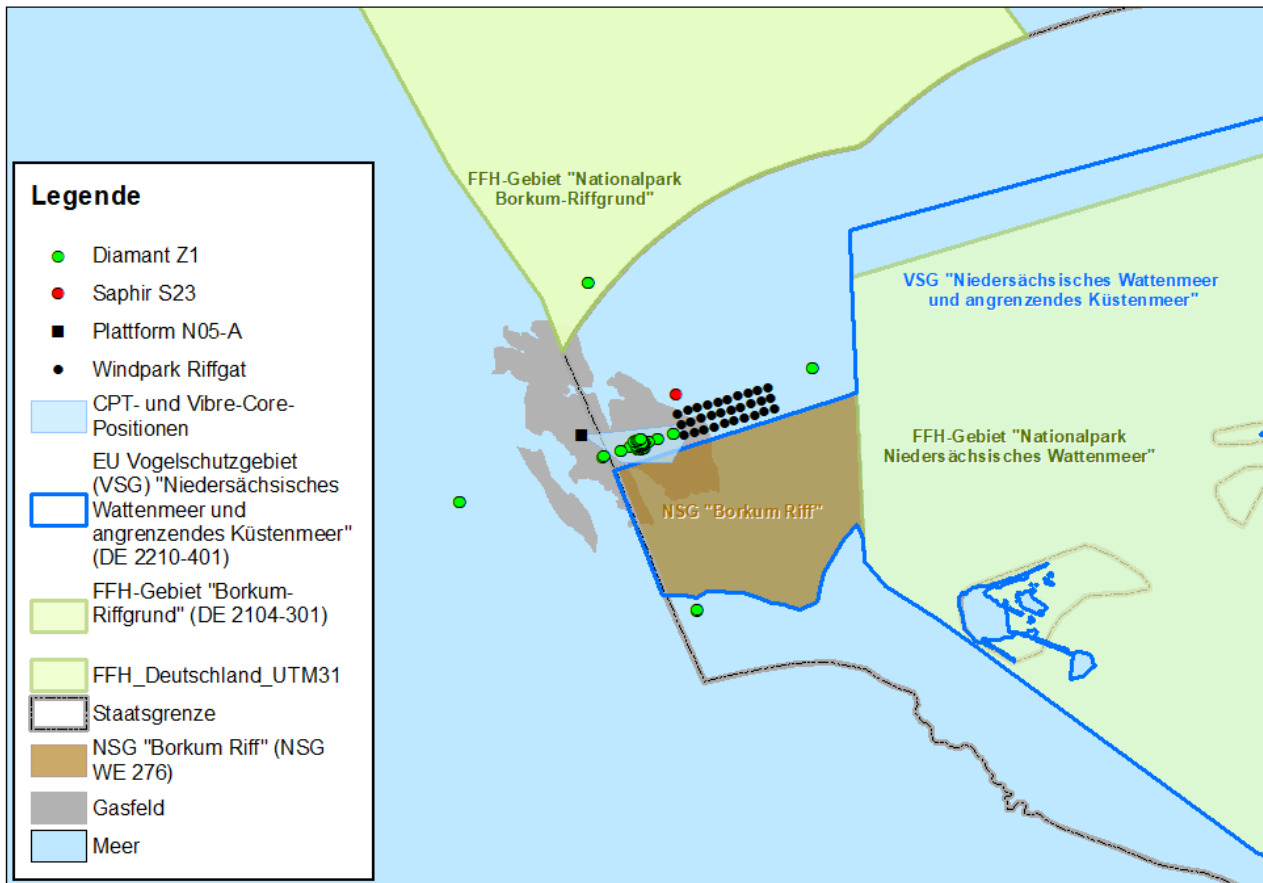 Legende
Diamant Z1
Saphir S23
Plattform N05-A
Windpark Riffgat
CPT- und Vibre-Core-
Positionen
EU Vogelschutzgebiet
(VSG) "Niedersächsisches
Wattenmeer und
angrenzendes Küstenmeer"
(DE 2210-401)
FFH-Gebiet "Borkum-
Riffgrund" (DE 2104-301)
FFH_Deutschland_UTM31
Staatsgrenze
NSG "Borkum Riff" (NSG
WE 276)
Gasfeld
Meer
FFH-Gebiet "Nationalpark
Borkum-Riffgrund"
VSG "Niedersächsisches Wattenmeer
und angrenzendes Küstenmeer"
FFH-Gebiet "Nationalpark
Niedersächsisches Wattenmeer"
NSG "Borkum Riff"